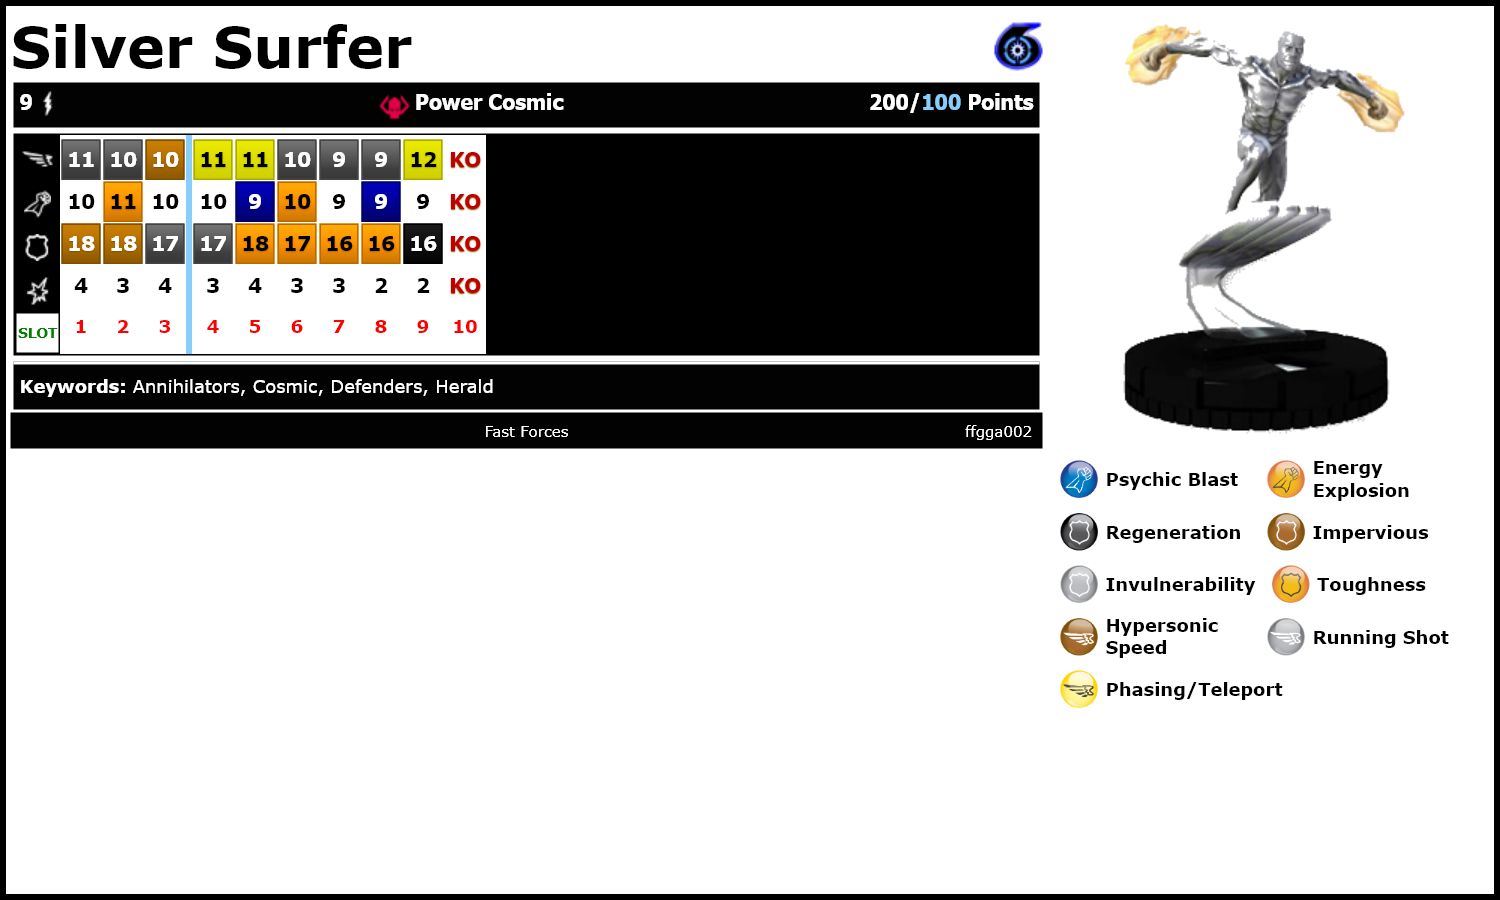 Silver Surfer
9 Power Cosmic 200/100 Points
11 10 10 11 11 10 9 9 12 KO
10 11 10 10 9 10 9 9 9 KO
18 18 17 17 18 17 16 16 16 KO
4 3 4 3 4 3 3 2 2 KO
SLOT 1 2 3 4 5 6 7 8 9 10
Keywords: Annihilators, Cosmic, Defenders, Herald
Fast Forces ffgga002
Psychic Blast
Energy
Explosion
Regeneration
Impervious
Invulnerability
Toughness
Hypersonic
Speed
Running Shot
Phasing/Teleport